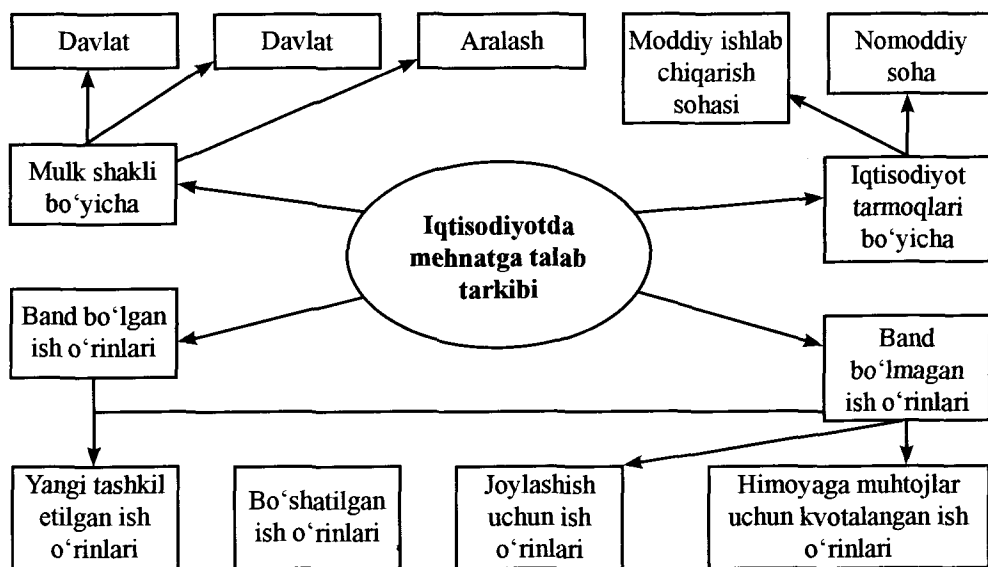 Davlat
Davlat
Aralash
Moddiy ishlab
chiqarish
sohasi
Nomoddiy
soha
Mulk shakli
bo‘yicha
Iqtisodiyotda
mehnatga talab
tarkibi
Iqtisodiyot
tarmoqlari
bo‘yicha
Band bo‘lgan
ish o‘rinlari
Band
bo‘lmagan
ish o‘rinlari
Yangi tashkil
etilgan ish
o‘rinlari
Bo‘shatilgan
ish o‘rinlari
Joylashish
uchun ish
o‘rinlari
Himoyaga muhtojlar
uchun kvotalangan ish
o‘rinlari